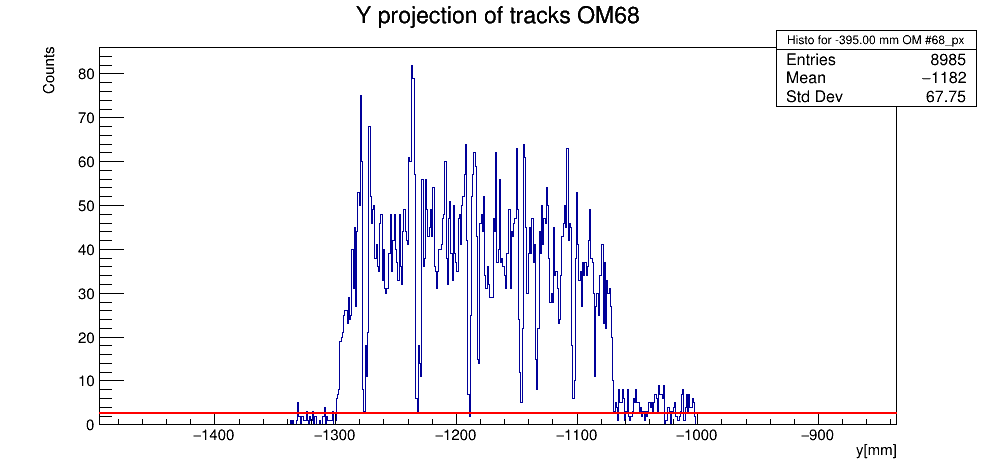 Y projection of tracks OM68
Histo for -395.00 mm OM #68_px
Entries 8985
Mean −1182
Std Dev 67.75
Counts
80
70
60
50
40
30
20
10
0
−1400 −1300 −1200 −1100 −1000 −900
y[mm]